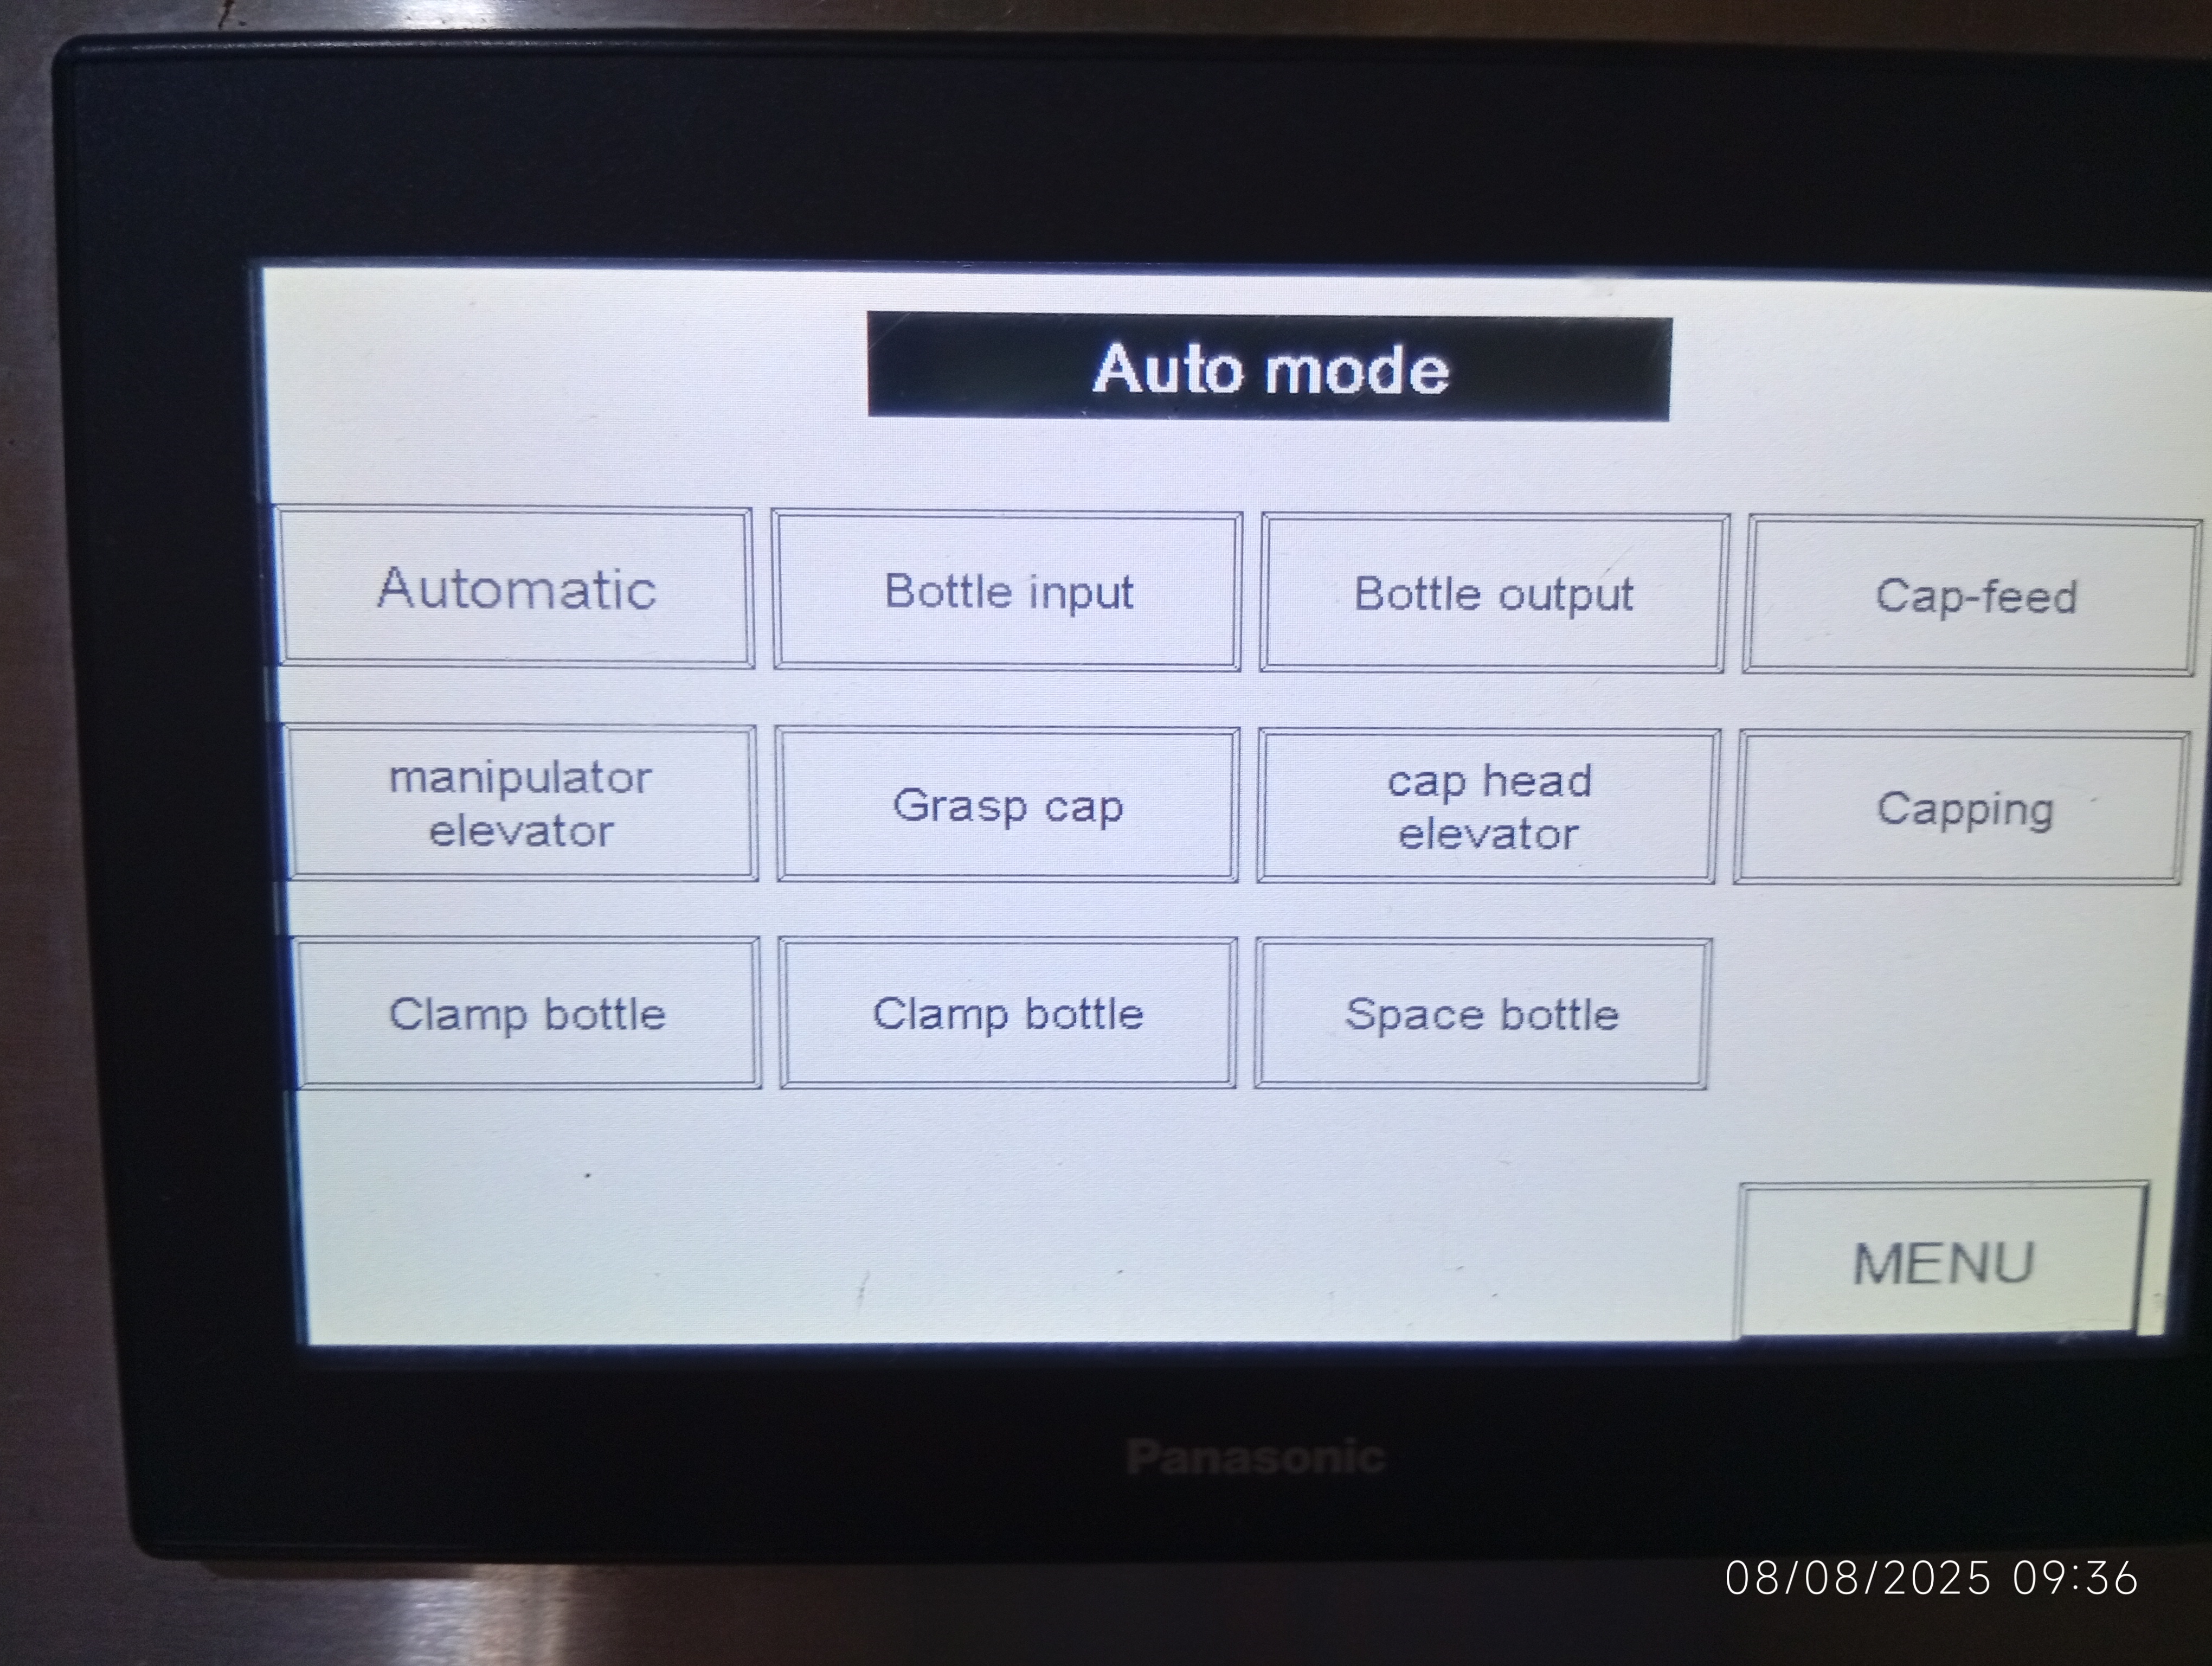 Auto mode
Automatic
Bottle input
Bottle output
Cap-feed
manipulator
elevator
Grasp cap
cap head
elevator
Capping
Clamp bottle
Clamp bottle
Space bottle
MENU
Panasonic
08/08/2025 09:36